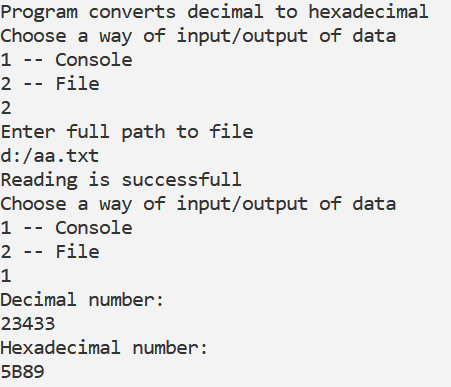 Program converts decimal to hexadecimal
Choose a way of input/output of data
1 -- Console
2 -- File
2
Enter full path to file
d:/aa.txt
Reading is successfull
Choose a way of input/output of data
1 -- Console
2 -- File
1
Decimal number:
23433
Hexadecimal number:
5B89